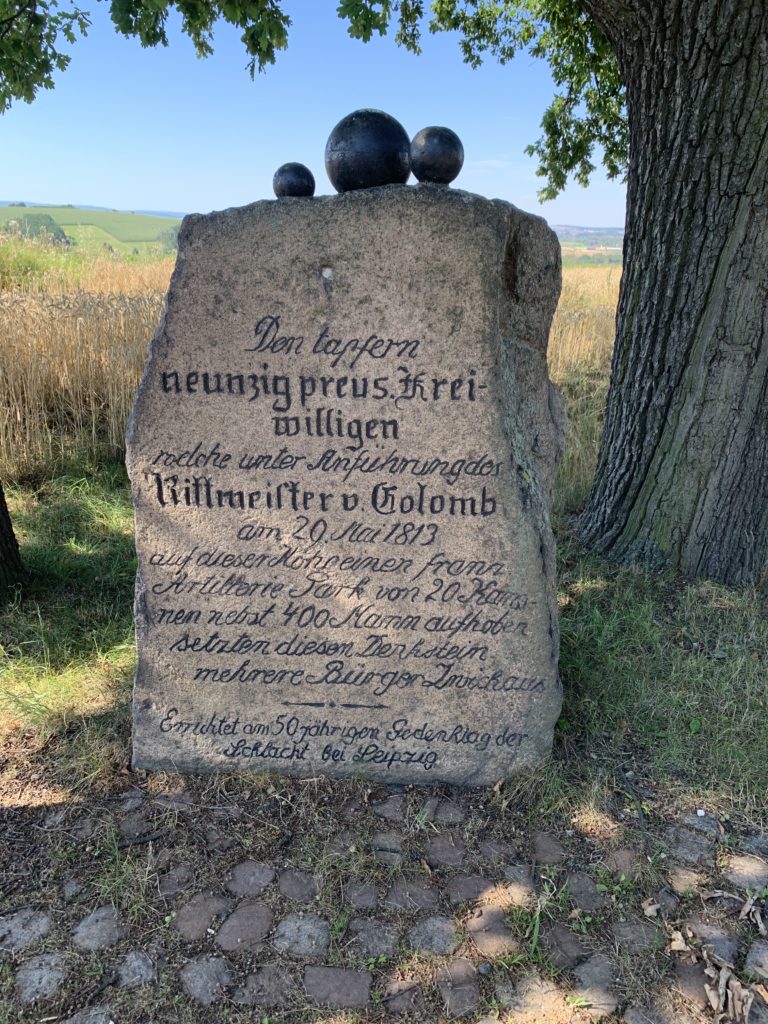 Den tapfern
neunzig preus. Frei-
willigen
welche unter Anführung des
Rittmeister v. Colomb
am 20. Mai 1813
auf dieser Höhe einen franz.
Artillerie Park von 20 Kano-
nen nebst 400 Mann aufhoben
setzten diesen Denkstein
mehrere Bürger Zwickaus
Errichtet am 50 jährigen Gedenktag der
Schlacht bei Leipzig